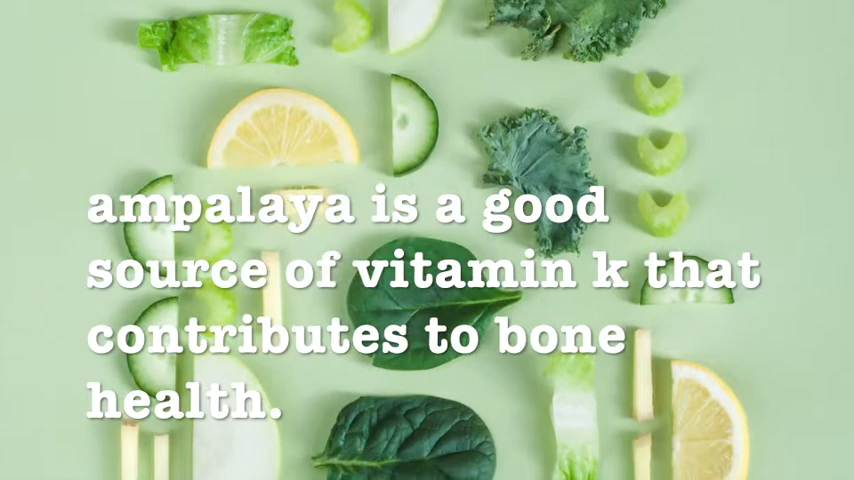 ampalaya is a good
source of vitamin k that
contributes to bone
health.